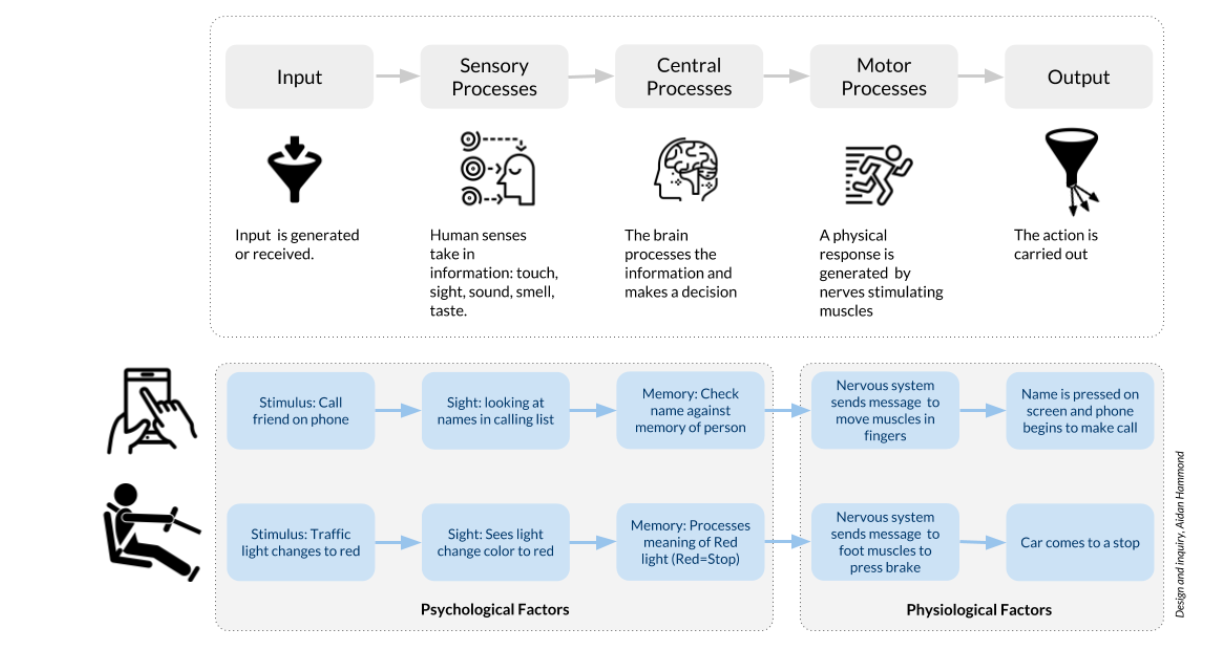 Input
Sensory
Processes
Central
Processes
Motor
Processes
Output
Input is generated
or received.
Human senses
take in
information: touch,
sight, sound, smell,
taste.
The brain
processes the
information and
makes a decision
A physical
response is
generated by
nerves stimulating
muscles
The action is
carried out
Stimulus: Call
friend on phone
Sight: looking at
names in calling list
Memory: Check
name against
memory of person
Nervous system
sends message to
move muscles in
fingers
Name is pressed on
screen and phone
begins to make call
Stimulus: Traffic
light changes to red
Sight: Sees light
change color to red
Memory: Processes
meaning of Red
light (Red=Stop)
Nervous system
sends message to
foot muscles to
press brake
Car comes to a stop
Psychological Factors
Physiological Factors
Design and inquiry, Aidan Hammond